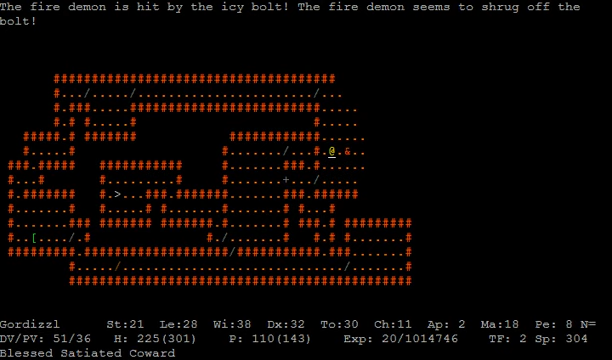 The fire demon is hit by the icy bolt! The fire demon seems to shrug off the
bolt!
Gordizzl St:21 Le:28 Wi:38 Dx:32 To:30 Ch:11 Ap: 2 Ma:18 Pe: 8 N=
DV/PV: 51/36 H: 225(301) P: 110(143) Exp: 20/1014746 TF: 2 Sp: 304
Blessed Satiated Coward